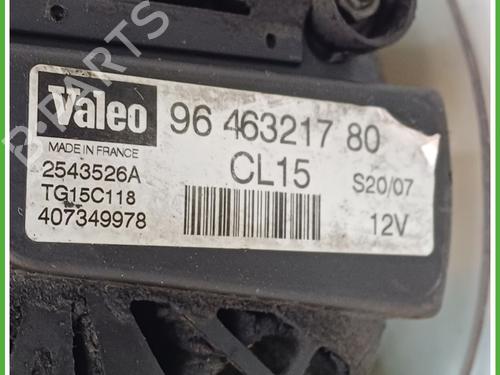 B-PARTS
Valeo
96 463217 80
MADE IN FRANCE
CL15
2543526A
TG15C118
407349978
S20/07
12V